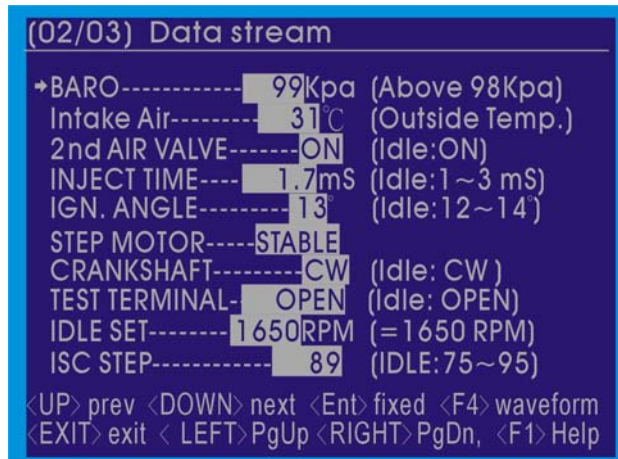 (02/03) Data stream
➔BARO------------ 99Kpa (Above 98Kpa)
Intake Air--------- 31℃ (Outside Temp.)
2nd AIR VALVE-------ON (Idle:ON)
INJECT TIME---- 1.7mS (Idle:1~3 mS)
IGN. ANGLE--------- 13° (Idle:12~14°)
STEP MOTOR-----STABLE
CRANKSHAFT--------CW (Idle: CW )
TEST TERMINAL- OPEN (Idle: OPEN)
IDLE SET-------- 1650RPM (=1650 RPM)
ISC STEP------------ 89 (IDLE:75~95)
<UP> prev <DOWN> next <Ent> fixed <F4> waveform
<EXIT> exit < LEFT> PgUp <RIGHT> PgDn, <F1> Help